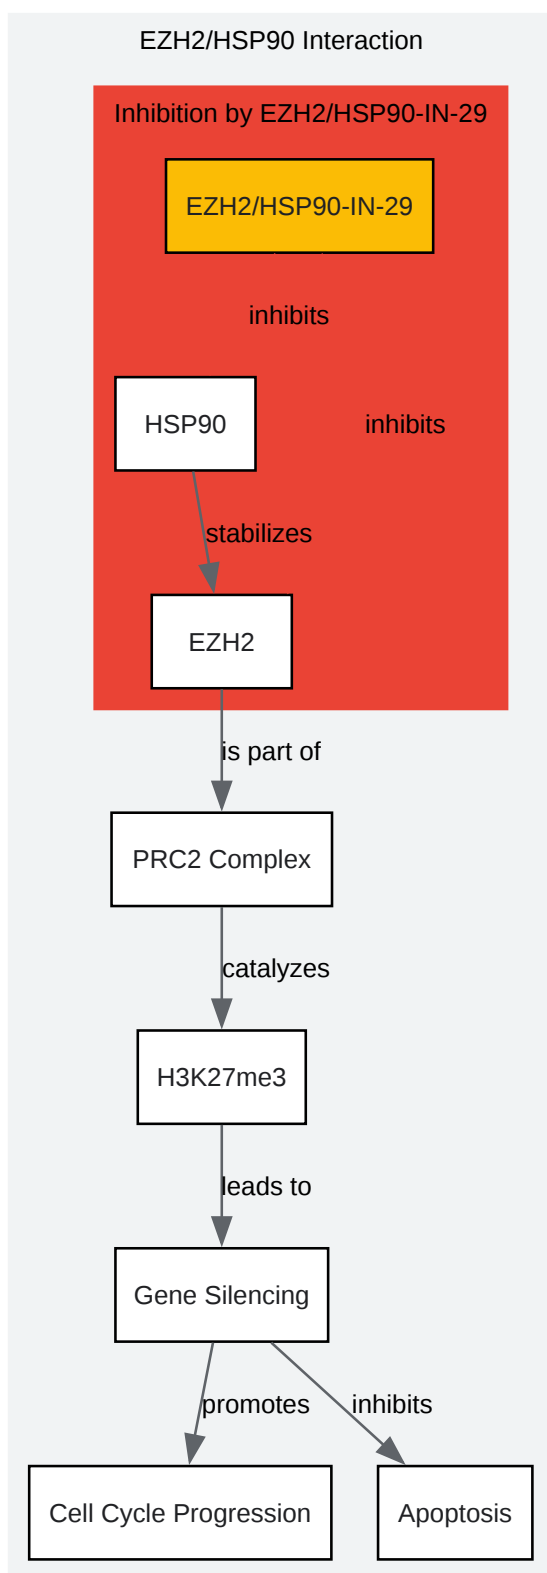 EZH2/HSP90 Interaction
Inhibition by EZH2/HSP90-IN-29
EZH2/HSP90-IN-29
inhibits
HSP90
inhibits
stabilizes
EZH2
is part of
PRC2 Complex
catalyzes
H3K27me3
leads to
Gene Silencing
promotes
inhibits
Cell Cycle Progression
Apoptosis